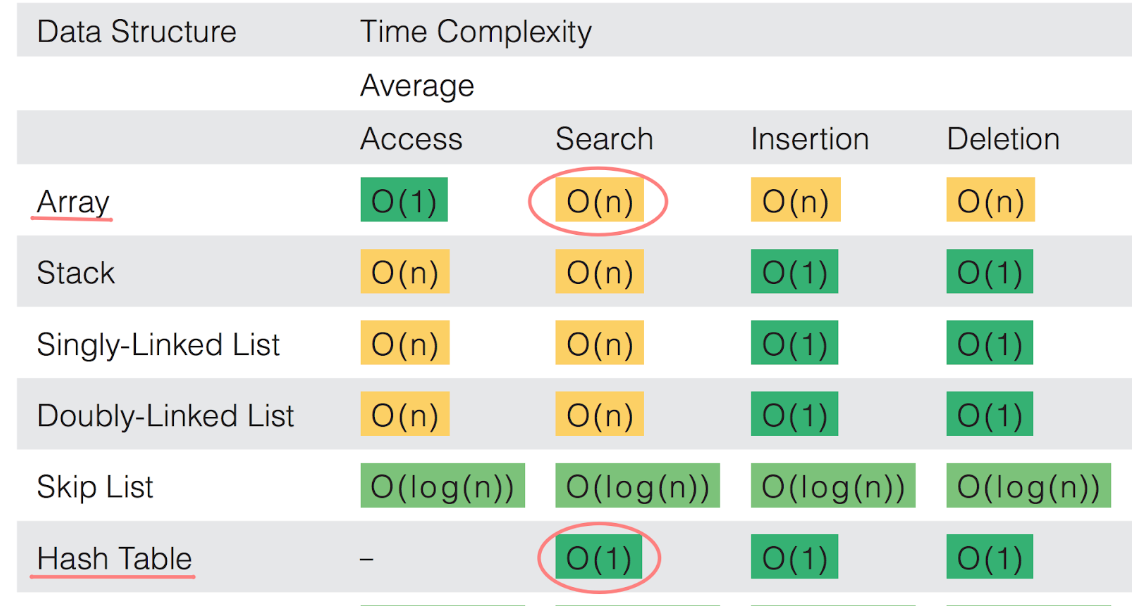 Data Structure Time Complexity
Average
Access Search Insertion Deletion
Array O(1) O(n) O(n) O(n)
Stack O(n) O(n) O(1) O(1)
Singly-Linked List O(n) O(n) O(1) O(1)
Doubly-Linked List O(n) O(n) O(1) O(1)
Skip List O(log(n)) O(log(n)) O(log(n)) O(log(n))
Hash Table – O(1) O(1) O(1)